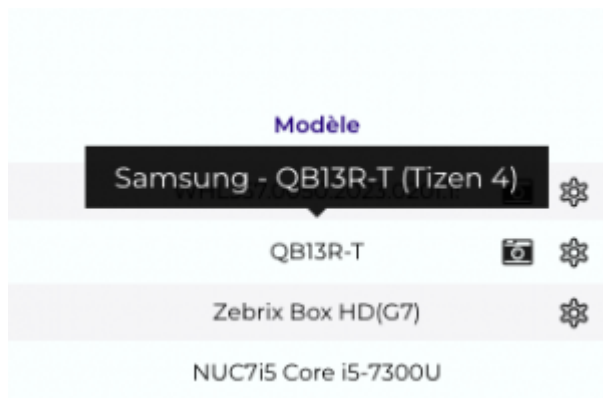 Modèle
Samsung - QB13R-T (Tizen 4)
QB13R-T
Zebrix Box HD(G7)
NUC7i5 Core i5-7300U